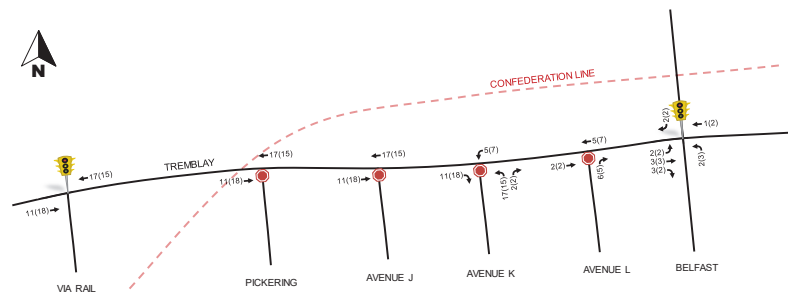 CONFEDERATION LINE
N
2(2)
1(2)
TREMBLAY
17(15)
17(15)
17(15)
5(7)
5(7)
11(18)
11(18)
11(18)
11(18)
17(15)
2(2)
2(2)
6(5)
2(2)
3(3)
3(2)
2(3)
VIA RAIL
PICKERING
AVENUE J
AVENUE K
AVENUE L
BELFAST